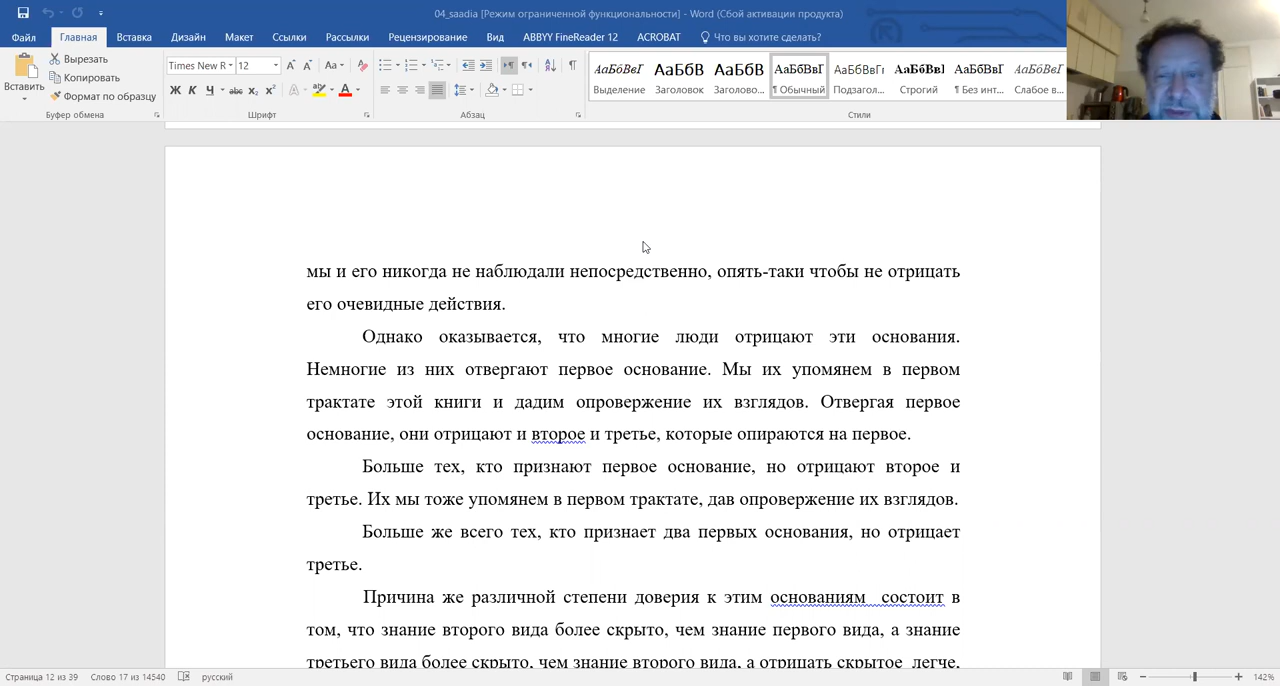 04_saadia [Режим ограниченной функциональности] - Word (Сбой активации продукта)
Файл Главная Вставка Дизайн Макет Ссылки Рассылки Рецензирование Вид ABBYY FineReader 12 ACROBAT Что вы хотите сделать?
Вставить
Вырезать
Копировать
Формат по образцу
Буфер обмена
Times New R 12
Ж К Ч abc x₂ x²
Шрифт
Абзац
АаБбВвГ АаБбВ АаБбВ АаБбВвГ АаБбВвГг АаБбВвГ АаБбВвГ АаБбВвГ
Выделение Заголовок Заголово... ¶ Обычный Подзагол... Строгий ¶ Без инт... Слабое в...
Стили
мы и его никогда не наблюдали непосредственно, опять-таки чтобы не отрицать
его очевидные действия.
Однако оказывается, что многие люди отрицают эти основания.
Немногие из них отвергают первое основание. Мы их упомянем в первом
трактате этой книги и дадим опровержение их взглядов. Отвергая первое
основание, они отрицают и второе и третье, которые опираются на первое.
Больше тех, кто признают первое основание, но отрицают второе и
третье. Их мы тоже упомянем в первом трактате, дав опровержение их взглядов.
Больше же всего тех, кто признает два первых основания, но отрицает
третье.
Причина же различной степени доверия к этим основаниям состоит в
том, что знание второго вида более скрыто, чем знание первого вида, а знание
третьего вида более скрыто, чем знание второго вида, а отрицать скрытое легче,
Страница 12 из 39 Слово 17 из 14540 русский 142%